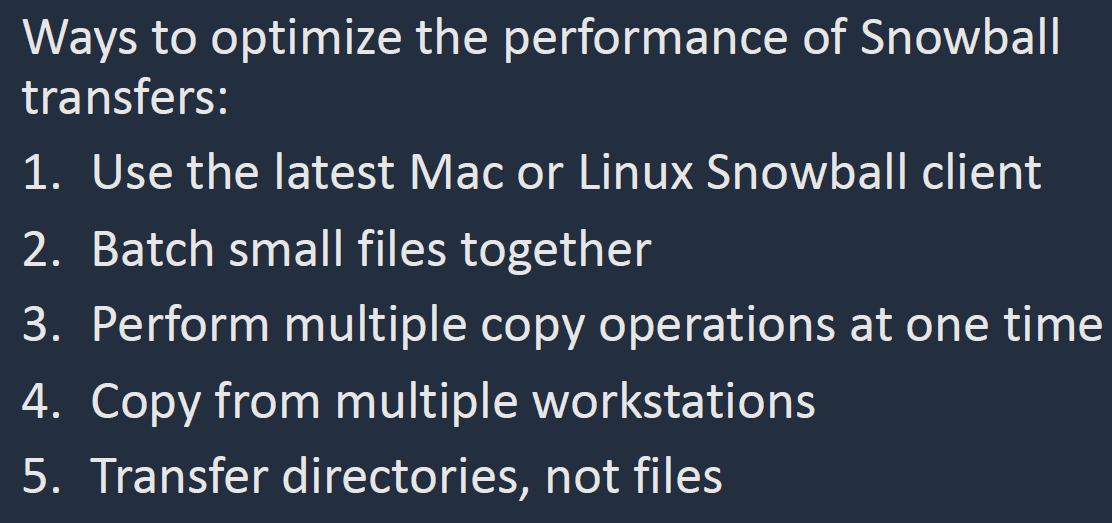 Ways to optimize the performance of Snowball
transfers:
1. Use the latest Mac or Linux Snowball client
2. Batch small files together
3. Perform multiple copy operations at one time
4. Copy from multiple workstations
5. Transfer directories, not files